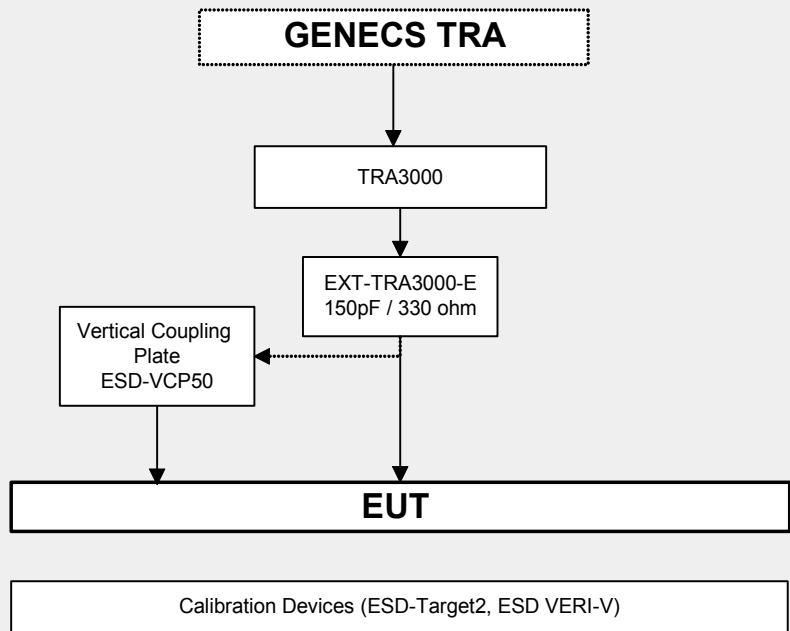 GENECS TRA
TRA3000
EXT-TRA3000-E
150pF / 330 ohm
Vertical Coupling
Plate
ESD-VCP50
EUT
Calibration Devices (ESD-Target2, ESD VERI-V)